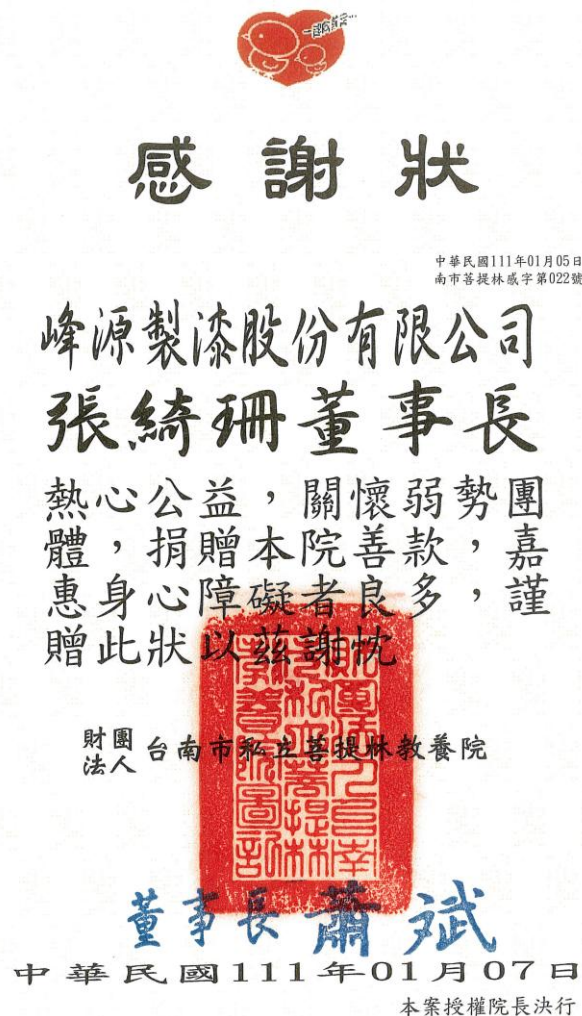 感謝狀
中華民國111年01月05日
南市菩提林感字第022號
峰源製漆股份有限公司
張綺珊董事長
熱心公益，關懷弱勢團
體，捐贈本院善款，嘉
惠身心障礙者良多，謹
贈此狀以茲謝忱
財團法人台南市私立菩提林教養院
董事長 蕭斌
中華民國111年01月07日
本案授權院長決行